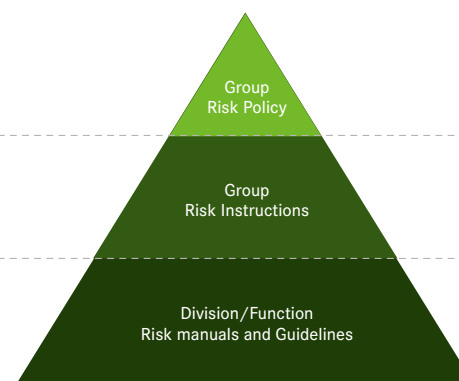 Group
Risk Policy
Group
Risk Instructions
Division/Function
Risk manuals and Guidelines